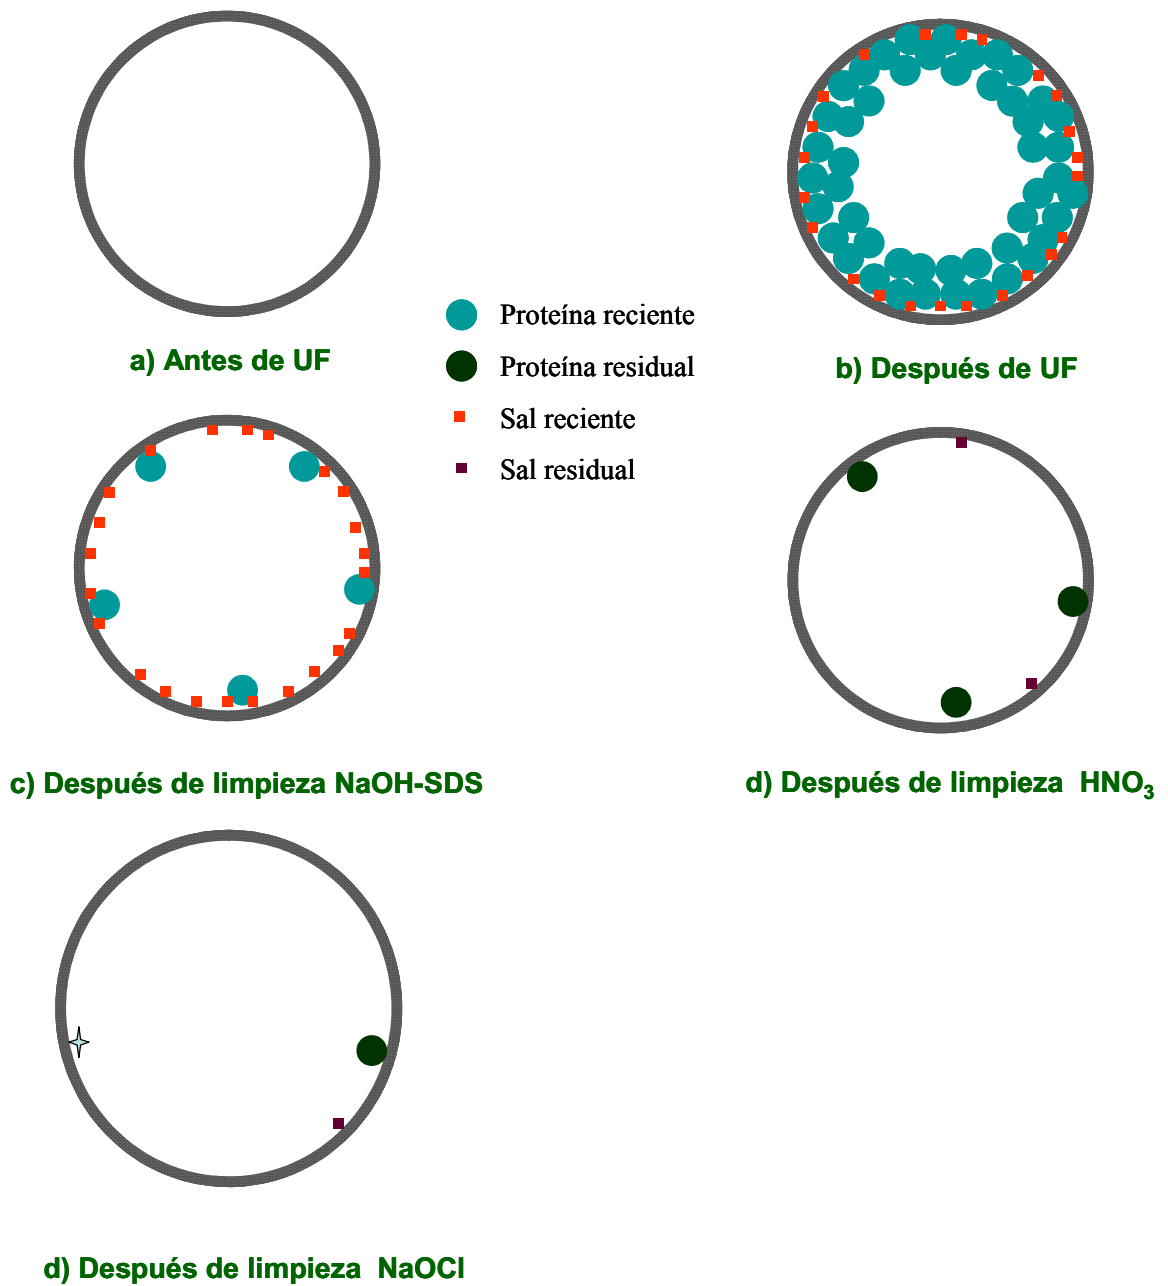 a) Antes de UF
b) Después de UF
Proteína reciente
Proteína residual
Sal reciente
Sal residual
c) Después de limpieza NaOH-SDS
d) Después de limpieza HNO₃
d) Después de limpieza NaOCl